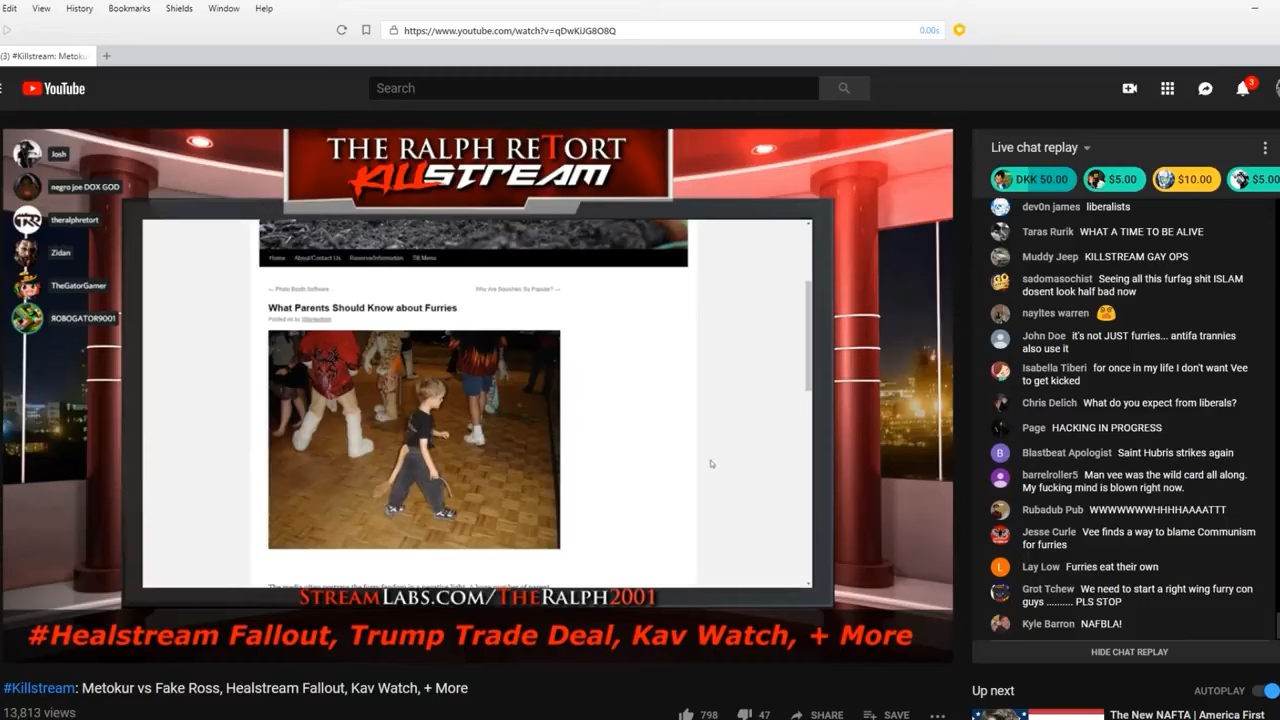 Edit View History Bookmarks Shields Window Help
https://www.youtube.com/watch?v=qDwKiJG8O8Q 0.00s
(3) #Killstream: Metoku
YouTube
Search
3
THE RALPH RETORT
KILLSTREAM
Josh
negro joe DOX GOD
theralphretort
Zidan
TheGatorGamer
ЯOBOGATOR9001
Home About/Contact Us Reserve/Information
← Photo Booth Software Why Are Squishies So Popular? →
What Parents Should Know about Furries
STREAMLABS.COM/THERALPH2001
#Healstream Fallout, Trump Trade Deal, Kav Watch, + More
#Killstream: Metokur vs Fake Ross, Healstream Fallout, Kav Watch, + More
13,813 views
798 47 SHARE SAVE
Live chat replay
DKK 50.00 $5.00 $10.00 $5.00
dev0n james liberalists
Taras Rurik WHAT A TIME TO BE ALIVE
Muddy Jeep KILLSTREAM GAY OPS
sadomasochist Seeing all this furfag shit ISLAM
dosent look half bad now
nayltes warren
John Doe it's not JUST furries... antifa trannies
also use it
Isabella Tiberi for once in my life I don't want Vee
to get kicked
Chris Delich What do you expect from liberals?
Page HACKING IN PROGRESS
Blastbeat Apologist Saint Hubris strikes again
barrelroller5 Man vee was the wild card all along.
My fucking mind is blown right now.
Rubadub Pub WWWWWWWHHHHAAAATTT
Jesse Curle Vee finds a way to blame Communism
for furries
Lay Low Furries eat their own
Grot Tchew We need to start a right wing furry con
guys .......... PLS STOP
Kyle Barron NAFBLA!
HIDE CHAT REPLAY
Up next AUTOPLAY
The New NAFTA | America First